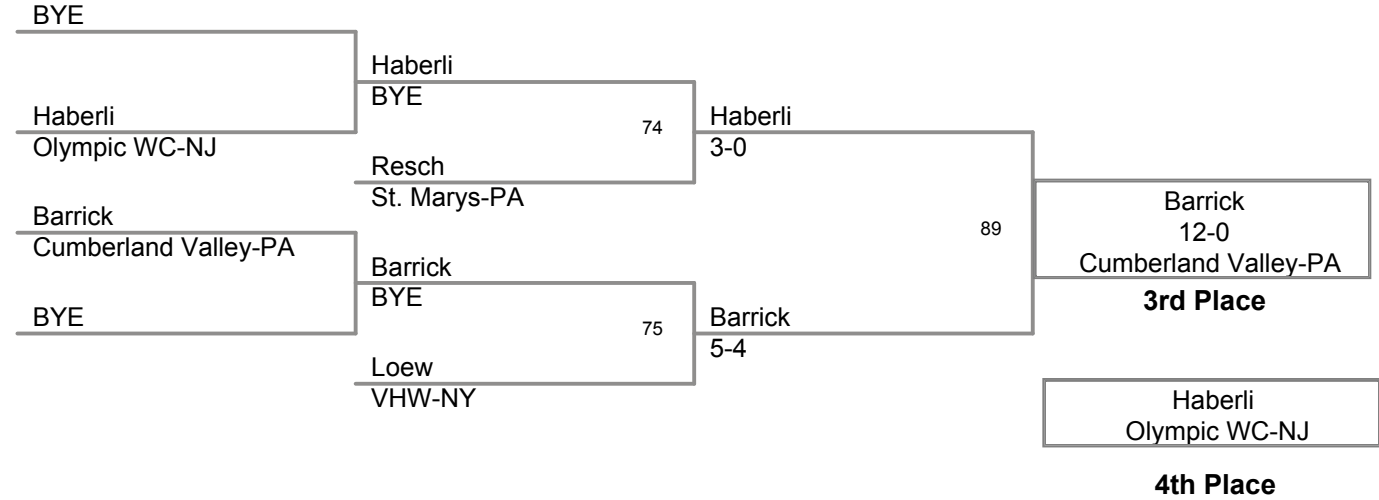 BYE
Haberli
Olympic WC-NJ
Barrick
Cumberland Valley-PA
BYE
Haberli
BYE
74
Resch
St. Marys-PA
Barrick
BYE
75
Loew
VHW-NY
Haberli
3-0
89
Barrick
5-4
Barrick
12-0
Cumberland Valley-PA
3rd Place
Haberli
Olympic WC-NJ
4th Place